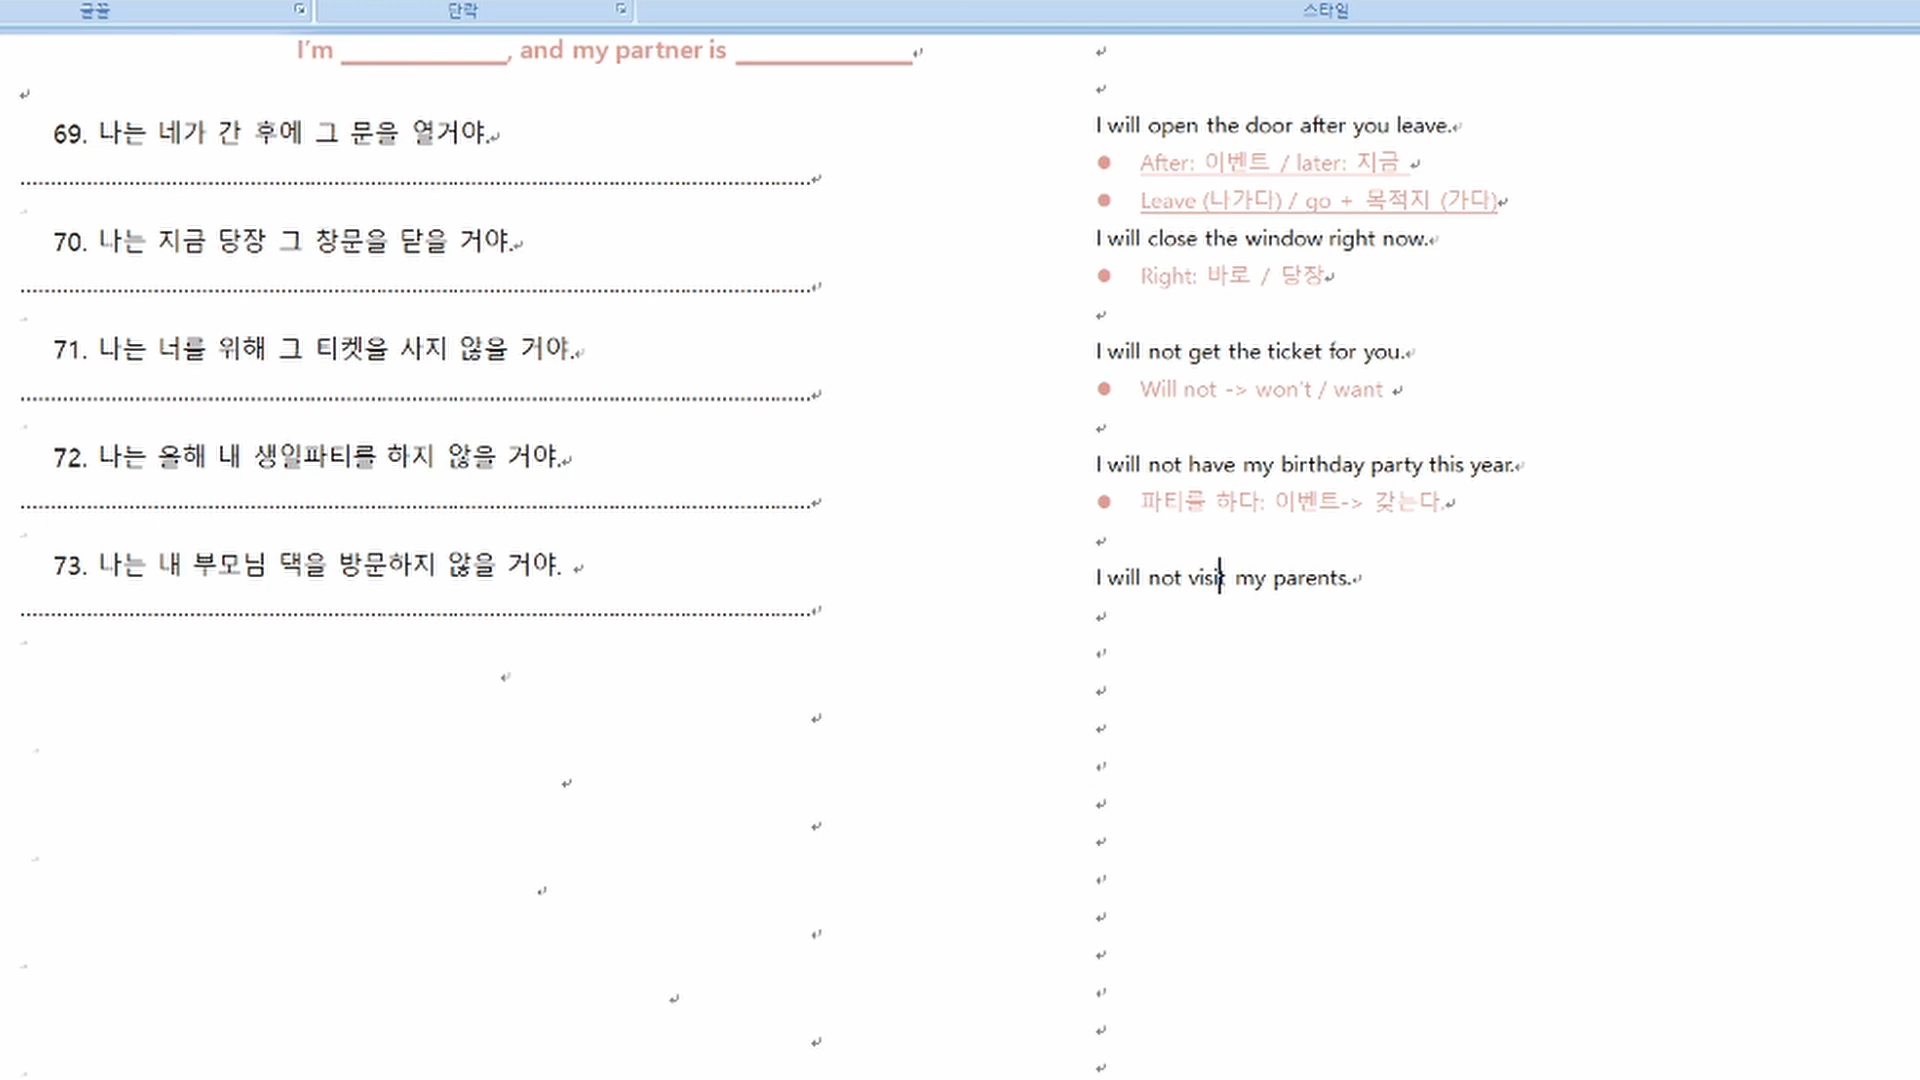 글꼴
단락
스타일
I'm ____________, and my partner is _____________
69. 나는 네가 간 후에 그 문을 열거야.
70. 나는 지금 당장 그 창문을 닫을 거야.
71. 나는 너를 위해 그 티켓을 사지 않을 거야.
72. 나는 올해 내 생일파티를 하지 않을 거야.
73. 나는 내 부모님 댁을 방문하지 않을 거야.
I will open the door after you leave.
● After: 이벤트 / later: 지금
● Leave (나가다) / go + 목적지 (가다)
I will close the window right now.
● Right: 바로 / 당장
I will not get the ticket for you.
● Will not -> won't / want
I will not have my birthday party this year.
● 파티를 하다: 이벤트-> 갖는다.
I will not visit my parents.